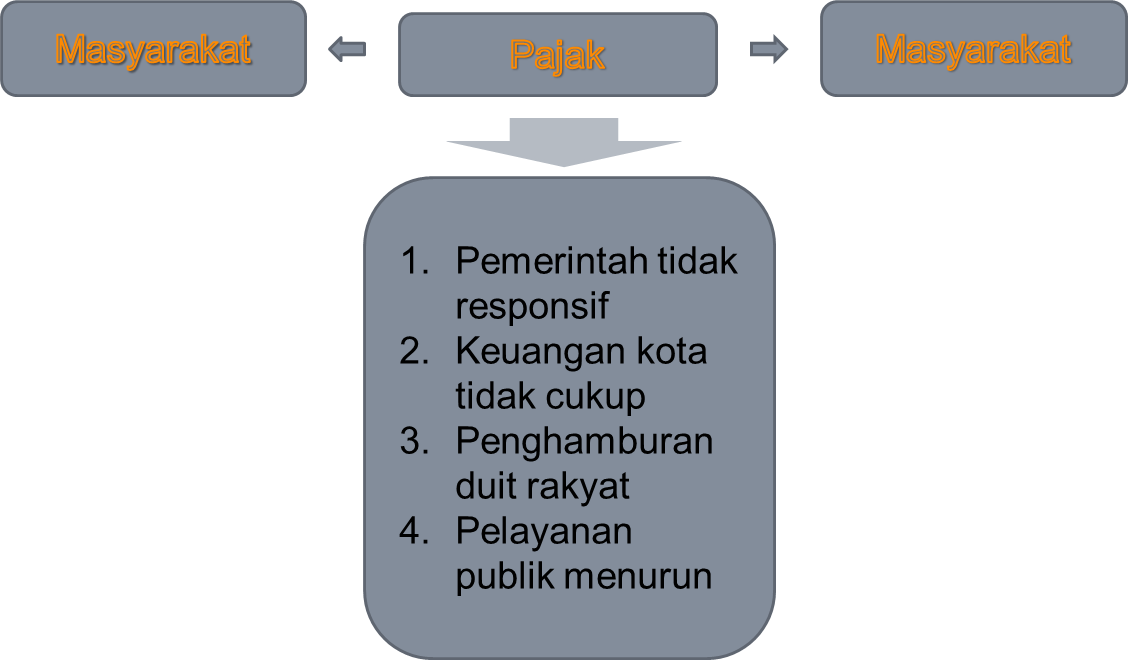 Masyarakat
Pajak
Masyarakat
1. Pemerintah tidak
responsif
2. Keuangan kota
tidak cukup
3. Penghamburan
duit rakyat
4. Pelayanan
publik menurun